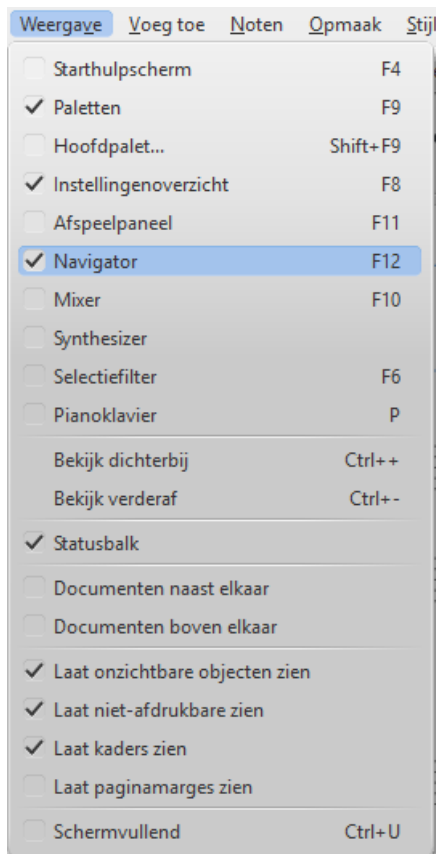 Weergave Voeg toe Noten Opmaak Stijl
Starthulpscherm F4
Paletten F9
Hoofdpalet... Shift+F9
Instellingenoverzicht F8
Afspeelpaneel F11
Navigator F12
Mixer F10
Synthesizer
Selectiefilter F6
Pianoklavier P
Bekijk dichterbij Ctrl++
Bekijk verderaf Ctrl+-
Statusbalk
Documenten naast elkaar
Documenten boven elkaar
Laat onzichtbare objecten zien
Laat niet-afdrukbare zien
Laat kaders zien
Laat paginamarges zien
Schermvullend Ctrl+U